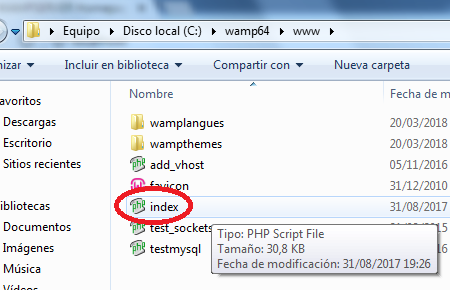 Equipo ▸ Disco local (C:) ▸ wamp64 ▸ www ▸
nizar ▾ Incluir en biblioteca ▾ Compartir con ▾ Nueva carpeta
Nombre Fecha de m
avoritos
Descargas
Escritorio
Sitios recientes
ibliotecas
Documentos
Imágenes
Música
wamplangues 20/03/2018
wampthemes 20/03/2018
add_vhost 05/11/2016
favicon 31/12/2010
index 31/08/2017
test_sockets
testmysql
Tipo: PHP Script File
Tamaño: 30,8 KB
Fecha de modificación: 31/08/2017 19:26